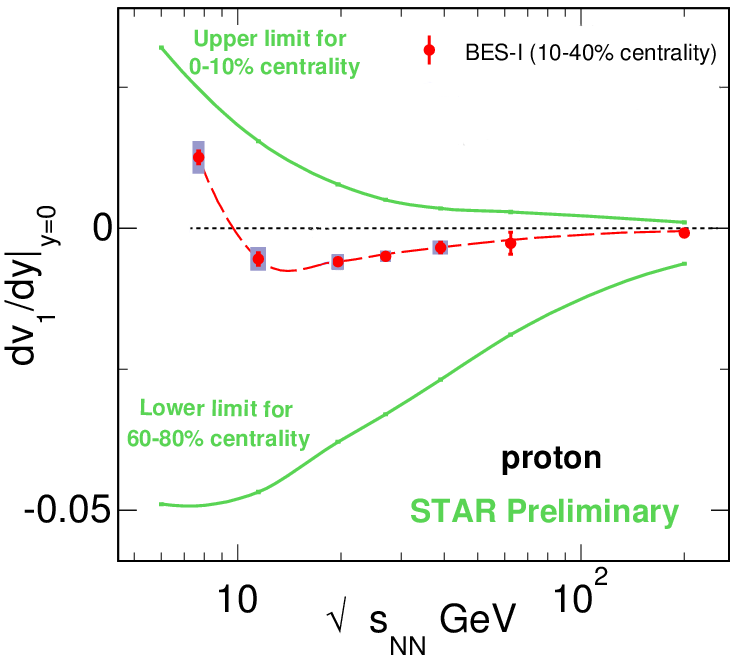 Upper limit for
0-10% centrality
BES-I (10-40% centrality)
0
dv1/dy|y=0
Lower limit for
60-80% centrality
proton
-0.05
STAR Preliminary
10
10²
√ sNN GeV